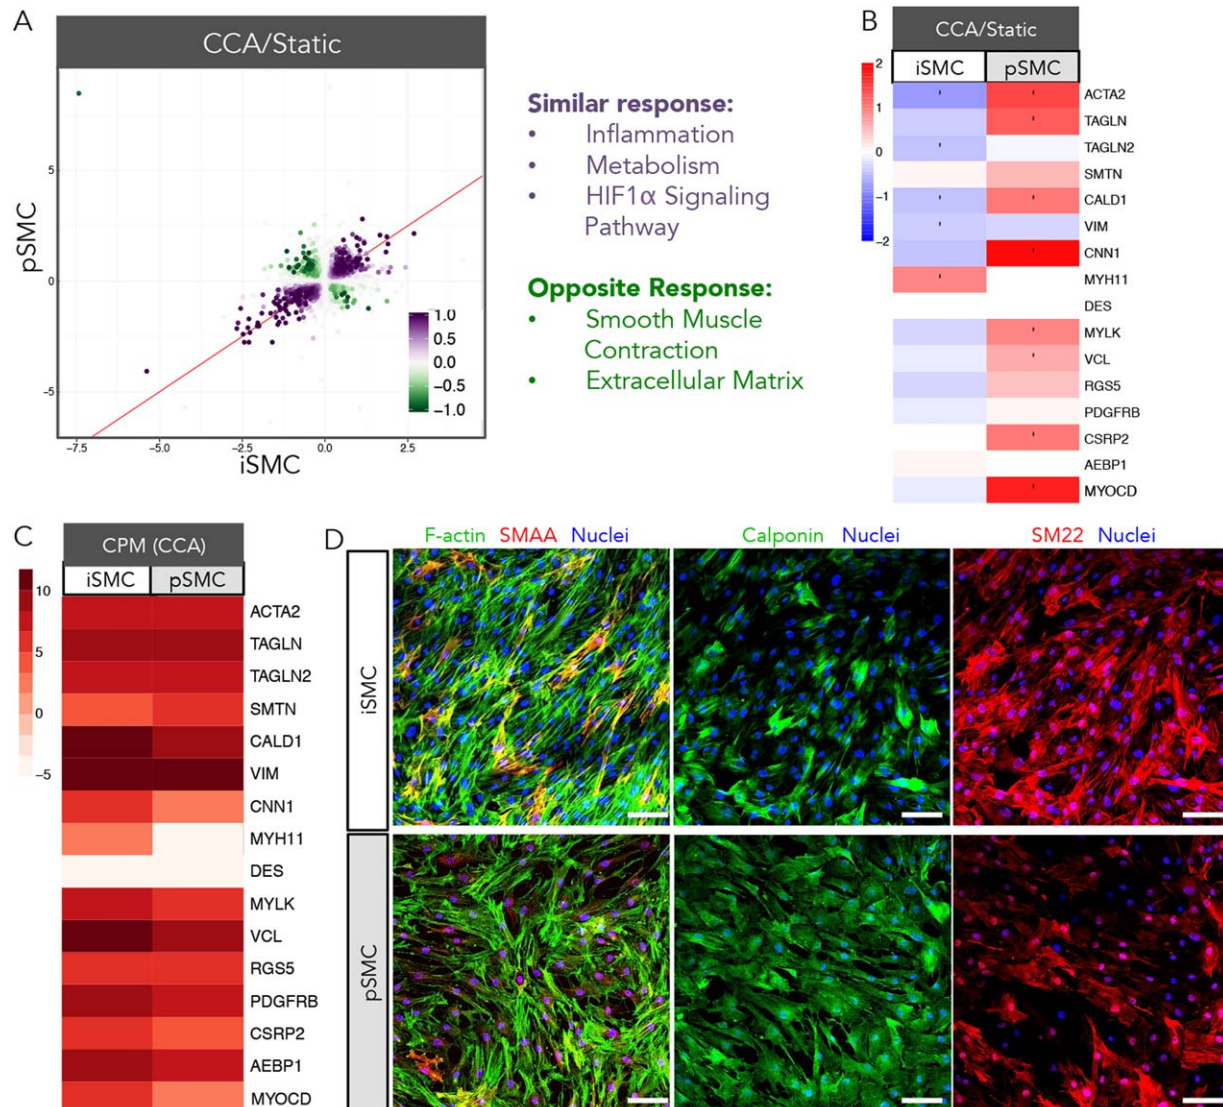 A
CCA/Static
pSMC
5
0
−5
−7.5
−5.0
−2.5
0.0
2.5
iSMC
1.0
0.5
0.0
−0.5
−1.0
Similar response:
• Inflammation
• Metabolism
• HIF1α Signaling
Pathway
Opposite Response:
• Smooth Muscle
Contraction
• Extracellular Matrix
B
CCA/Static
iSMC pSMC
2
1
0
−1
−2
ACTA2
TAGLN
TAGLN2
SMTN
CALD1
VIM
CNN1
MYH11
DES
MYLK
VCL
RGS5
PDGFRB
CSRP2
AEBP1
MYOCD
C
CPM (CCA)
iSMC pSMC
10
5
0
−5
ACTA2
TAGLN
TAGLN2
SMTN
CALD1
VIM
CNN1
MYH11
DES
MYLK
VCL
RGS5
PDGFRB
CSRP2
AEBP1
MYOCD
D
F-actin SMAA Nuclei
Calponin Nuclei
SM22 Nuclei
iSMC
pSMC